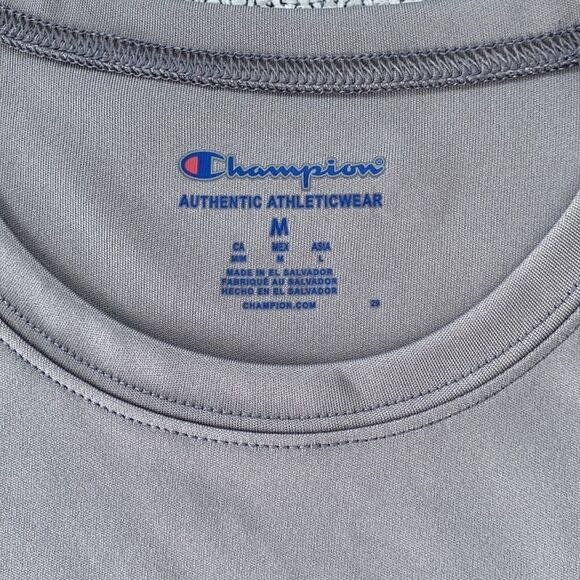 Champion®
AUTHENTIC ATHLETICWEAR
M
CA MEX ASIA
M/M M L
MADE IN EL SALVADOR
FABRIQUÉ AU SALVADOR
HECHO EN EL SALVADOR
CHAMPION.COM 29